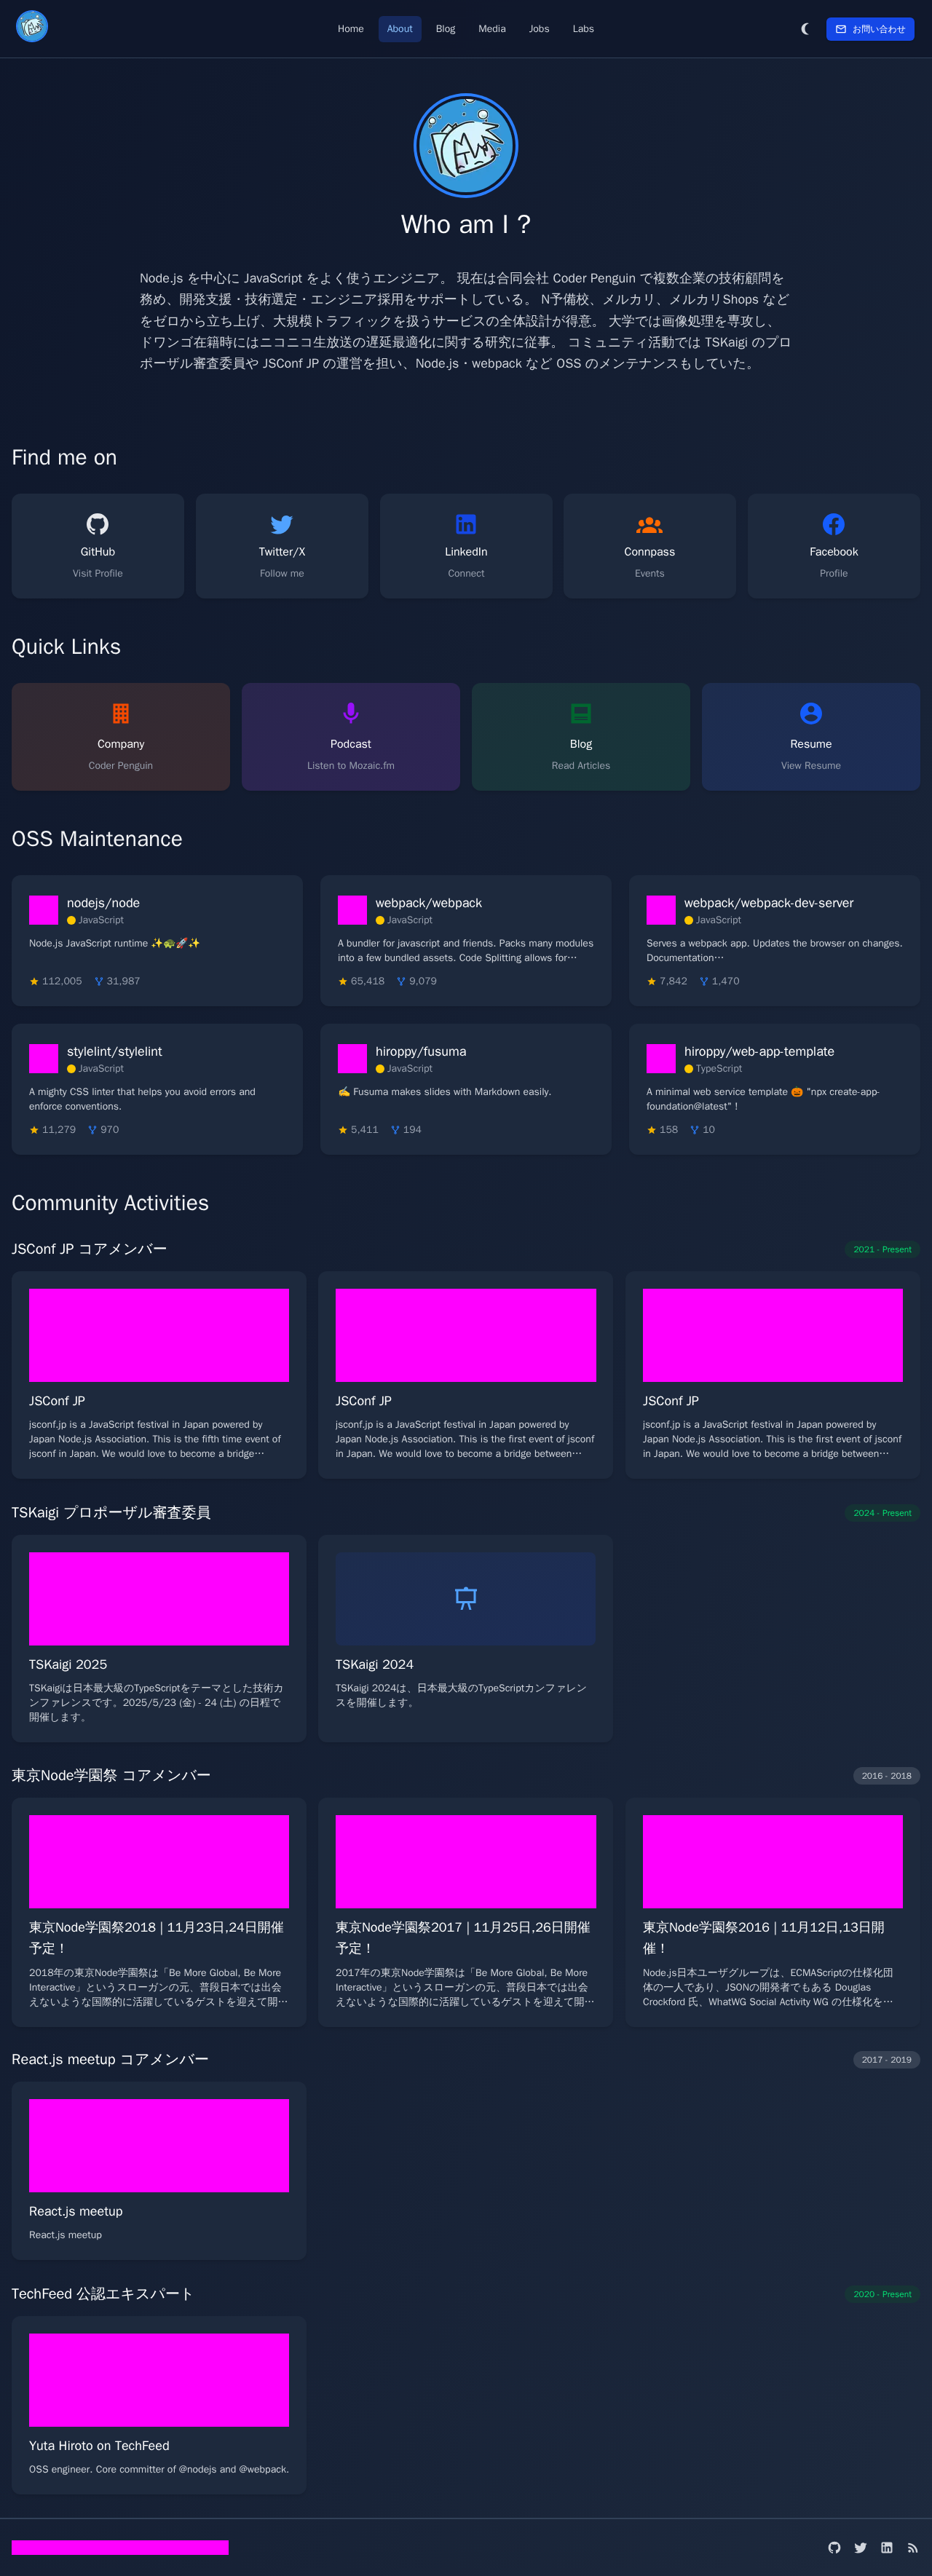 Home
About
Blog
Media
Jobs
Labs
お問い合わせ
Who am I ?
Node.js を中心に JavaScript をよく使うエンジニア。 現在は合同会社 Coder Penguin で複数企業の技術顧問を
務め、開発支援・技術選定・エンジニア採用をサポートしている。 N予備校、メルカリ、メルカリShops など
をゼロから立ち上げ、大規模トラフィックを扱うサービスの全体設計が得意。 大学では画像処理を専攻し、
ドワンゴ在籍時にはニコニコ生放送の遅延最適化に関する研究に従事。 コミュニティ活動では TSKaigi のプロ
ポーザル審査委員や JSConf JP の運営を担い、Node.js・webpack など OSS のメンテナンスもしていた。
Find me on
GitHub
Visit Profile
Twitter/X
Follow me
LinkedIn
Connect
Connpass
Events
Facebook
Profile
Quick Links
Company
Coder Penguin
Podcast
Listen to Mozaic.fm
Blog
Read Articles
Resume
View Resume
OSS Maintenance
nodejs/node
JavaScript
Node.js JavaScript runtime ✨🐢🚀✨
112,005
31,987
webpack/webpack
JavaScript
A bundler for javascript and friends. Packs many modules
into a few bundled assets. Code Splitting allows for…
65,418
9,079
webpack/webpack-dev-server
JavaScript
Serves a webpack app. Updates the browser on changes.
Documentation…
7,842
1,470
stylelint/stylelint
JavaScript
A mighty CSS linter that helps you avoid errors and
enforce conventions.
11,279
970
hiroppy/fusuma
JavaScript
✍️ Fusuma makes slides with Markdown easily.
5,411
194
hiroppy/web-app-template
TypeScript
A minimal web service template 🎃 "npx create-app-
foundation@latest" !
158
10
Community Activities
JSConf JP コアメンバー
2021 - Present
JSConf JP
jsconf.jp is a JavaScript festival in Japan powered by
Japan Node.js Association. This is the fifth time event of
jsconf in Japan. We would love to become a bridge…
JSConf JP
jsconf.jp is a JavaScript festival in Japan powered by
Japan Node.js Association. This is the first event of jsconf
in Japan. We would love to become a bridge between…
JSConf JP
jsconf.jp is a JavaScript festival in Japan powered by
Japan Node.js Association. This is the first event of jsconf
in Japan. We would love to become a bridge between…
TSKaigi プロポーザル審査委員
2024 - Present
TSKaigi 2025
TSKaigiは日本最大級のTypeScriptをテーマとした技術カ
ンファレンスです。2025/5/23 (金) - 24 (土) の日程で
開催します。
TSKaigi 2024
TSKaigi 2024は、日本最大級のTypeScriptカンファレン
スを開催します。
東京Node学園祭 コアメンバー
2016 - 2018
東京Node学園祭2018 | 11月23日,24日開催
予定！
2018年の東京Node学園祭は「Be More Global, Be More
Interactive」というスローガンの元、普段日本では出会
えないような国際的に活躍しているゲストを迎えて開…
東京Node学園祭2017 | 11月25日,26日開催
予定！
2017年の東京Node学園祭は「Be More Global, Be More
Interactive」というスローガンの元、普段日本では出会
えないような国際的に活躍しているゲストを迎えて開…
東京Node学園祭2016 | 11月12日,13日開
催！
Node.js日本ユーザグループは、ECMAScriptの仕様化団
体の一人であり、JSONの開発者でもある Douglas
Crockford 氏、WhatWG Social Activity WG の仕様化を…
React.js meetup コアメンバー
2017 - 2019
React.js meetup
React.js meetup
TechFeed 公認エキスパート
2020 - Present
Yuta Hiroto on TechFeed
OSS engineer. Core committer of @nodejs and @webpack.